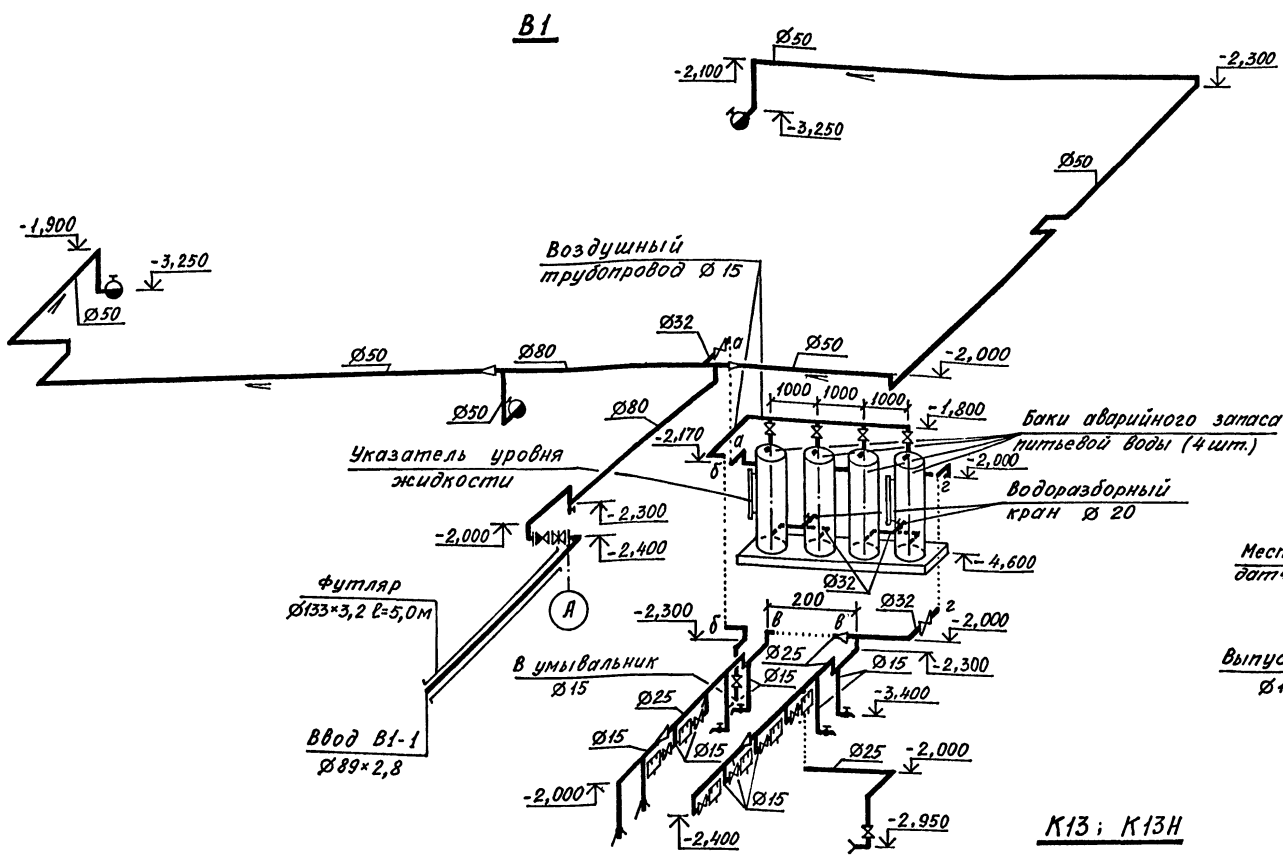 В1
Ø50
-2,100
-2,300
-3,250
Ø50
-1,900
-3,250
Ø50
Воздушный
трубопровод Ø 15
Ø32
а
Ø50
Ø80
Ø50
-2,000
1000
1000
1000
Ø50
Ø80
-1,800
Баки аварийного запаса
питьевой воды (4 шт.)
-2,170
а
б
Указатель уровня
жидкости
-2,000
г
Водоразборный
кран Ø 20
-2,300
-2,000
-2,400
-4,600
Мест
датч
Футляр
Ø133×3,2 ℓ=5,0м
А
Ø32
200
Ø32
г
-2,300
б
в
в
-2,000
Ø25
Ø15
-2,300
В умывальник
Ø15
Ø15
Выпус
Ø1
Ø25
-3,400
Ø15
Ø15
Ввод В1-1
Ø89×2,8
Ø25
-2,000
-2,000
Ø15
-2,400
-2,950
К13; К13Н